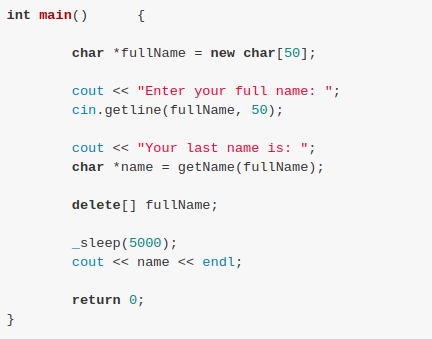 int main()      {
char *fullName = new char[50];
cout << "Enter your full name: ";
cin.getline(fullName, 50);
cout << "Your last name is: ";
char *name = getName(fullName);
delete[] fullName;
_sleep(5000);
cout << name << endl;
return 0;
}